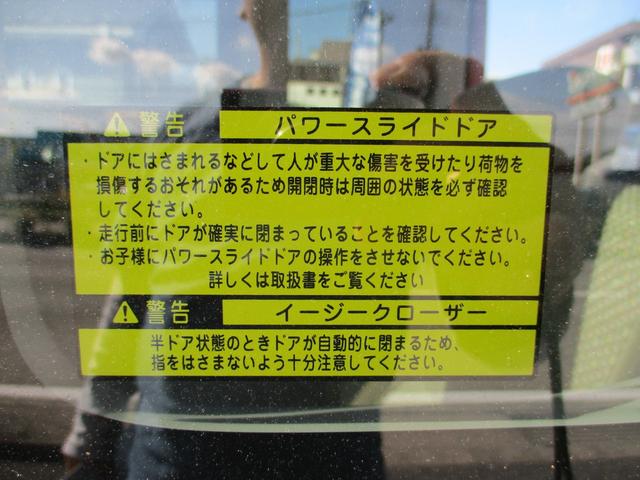 警告 パワースライドドア
・ドアにはさまれるなどして人が重大な傷害を受けたり荷物を
損傷するおそれがあるため開閉時は周囲の状態を必ず確認
してください。
・走行前にドアが確実に閉まっていることを確認してください。
・お子様にパワースライドドアの操作をさせないでください。
詳しくは取扱書をご覧ください
警告 イージークローザー
半ドア状態のときドアが自動的に閉まるため、
指をはさまないよう十分注意してください。